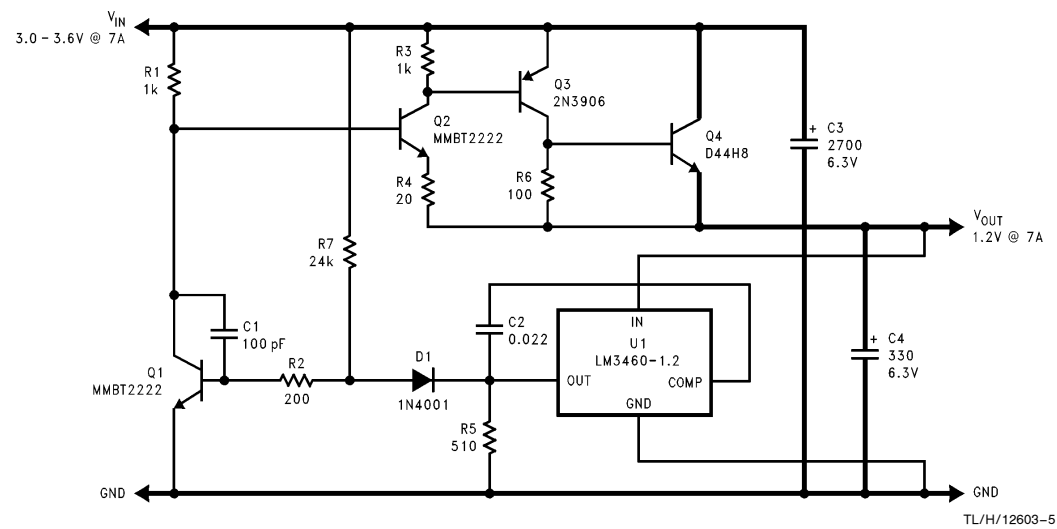 V_IN
3.0 – 3.6V @ 7A
R1
1k
R3
1k
Q3
2N3906
Q2
MMBT2222
Q4
D44H8
C3
2700
6.3V
+
R4
20
R6
100
V_OUT
1.2V @ 7A
R7
24k
C1
100 pF
C2
0.022
IN
U1
LM3460-1.2
OUT
COMP
GND
+
C4
330
6.3V
Q1
MMBT2222
R2
200
D1
1N4001
R5
510
GND
GND
TL/H/12603–5